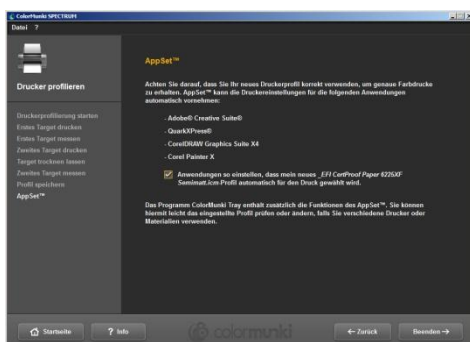 ColorMunki SPECTRUM
Datei ?
Drucker profilieren
Druckerprofilierung starten
Erstes Target drucken
Erstes Target messen
Zweites Target drucken
Target trocknen lassen
Zweites Target messen
Profil speichern
AppSet™
AppSet™
Achten Sie darauf, dass Sie Ihr neues Druckerprofil korrekt verwenden, um genaue Farbdrucke
zu erhalten. AppSet™ kann die Druckereinstellungen für die folgenden Anwendungen
automatisch vornehmen:
- Adobe® Creative Suite®
- QuarkXPress®
- CorelDRAW Graphics Suite X4
- Corel Painter X
Anwendungen so einstellen, dass mein neues _EFI CertProof Paper 6225XF
Semimatt.icm-Profil automatisch für den Druck gewählt wird.
Das Programm ColorMunki Tray enthält zusätzlich die Funktionen des AppSet™. Sie können
hiermit leicht das eingestellte Profil prüfen oder ändern, falls Sie verschiedene Drucker oder
Materialien verwenden.
Startseite
? Info
colormunki
← Zurück
Beenden →